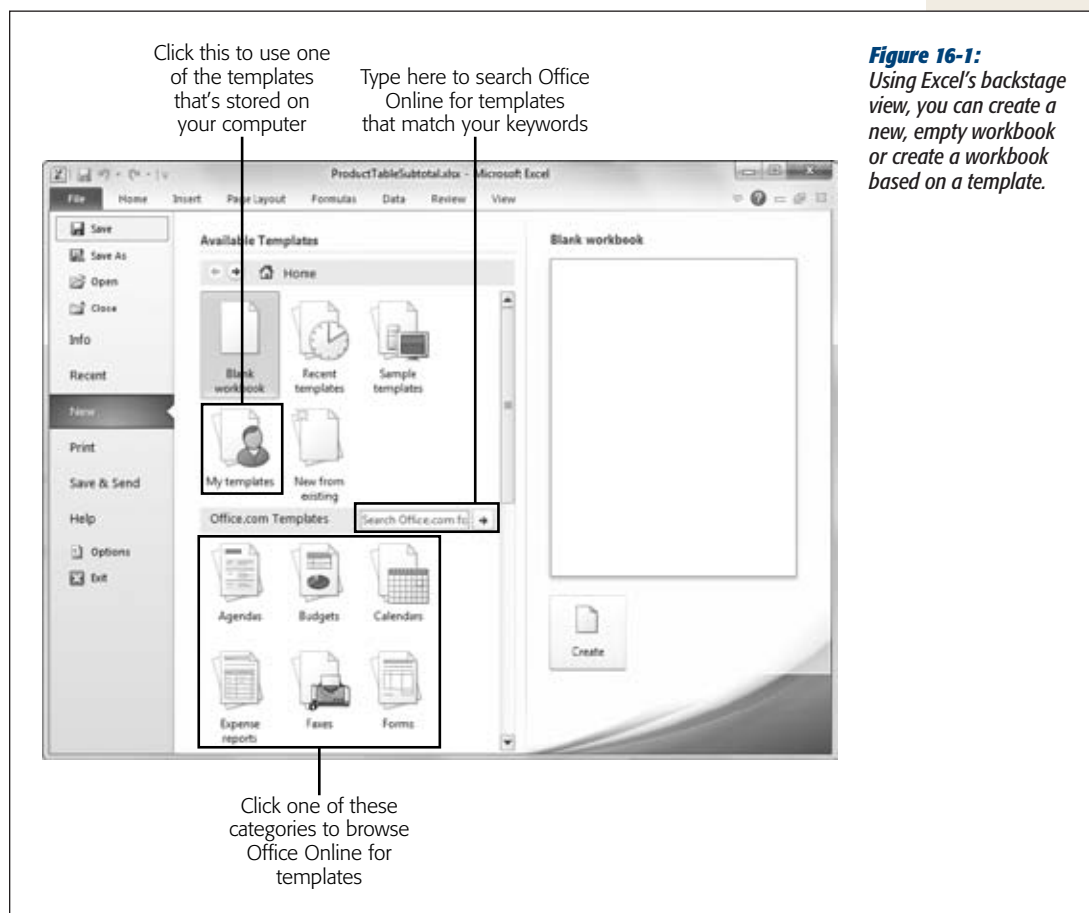 Click this to use one
of the templates
that's stored on
your computer
Type here to search Office
Online for templates
that match your keywords
Figure 16-1:
Using Excel's backstage
view, you can create a
new, empty workbook
or create a workbook
based on a template.
ProductTableSubtotal.xlsx - Microsoft Excel
File Home Insert Page Layout Formulas Data Review View
Save
Save As
Open
Close
Info
Recent
New
Print
Save & Send
Help
Options
Exit
Available Templates
Home
Blank
workbook
Recent
templates
Sample
templates
My templates
New from
existing
Office.com Templates
Search Office.com fo
Agendas
Budgets
Calendars
Expense
reports
Faxes
Forms
Blank workbook
Create
Click one of these
categories to browse
Office Online for
templates